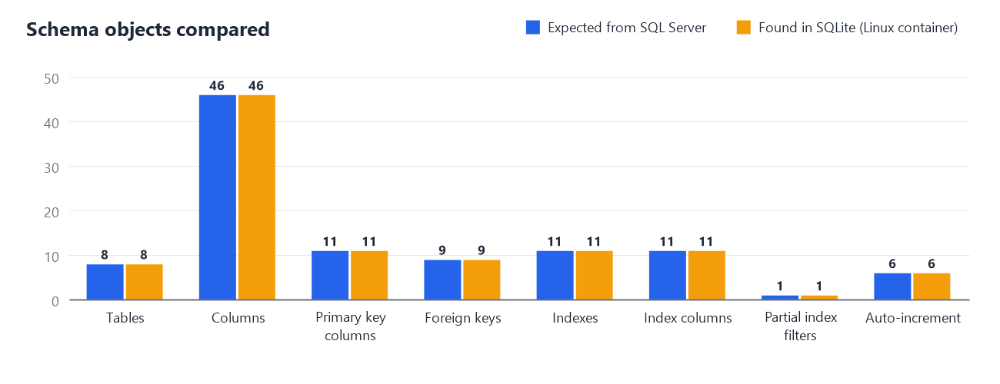 Schema objects compared
Expected from SQL Server
Found in SQLite (Linux container)
50
40
30
20
10
0
46 46
11 11
9 9
11 11
11 11
8 8
6 6
1 1
Tables
Columns
Primary key
columns
Foreign keys
Indexes
Index columns
Partial index
filters
Auto-increment